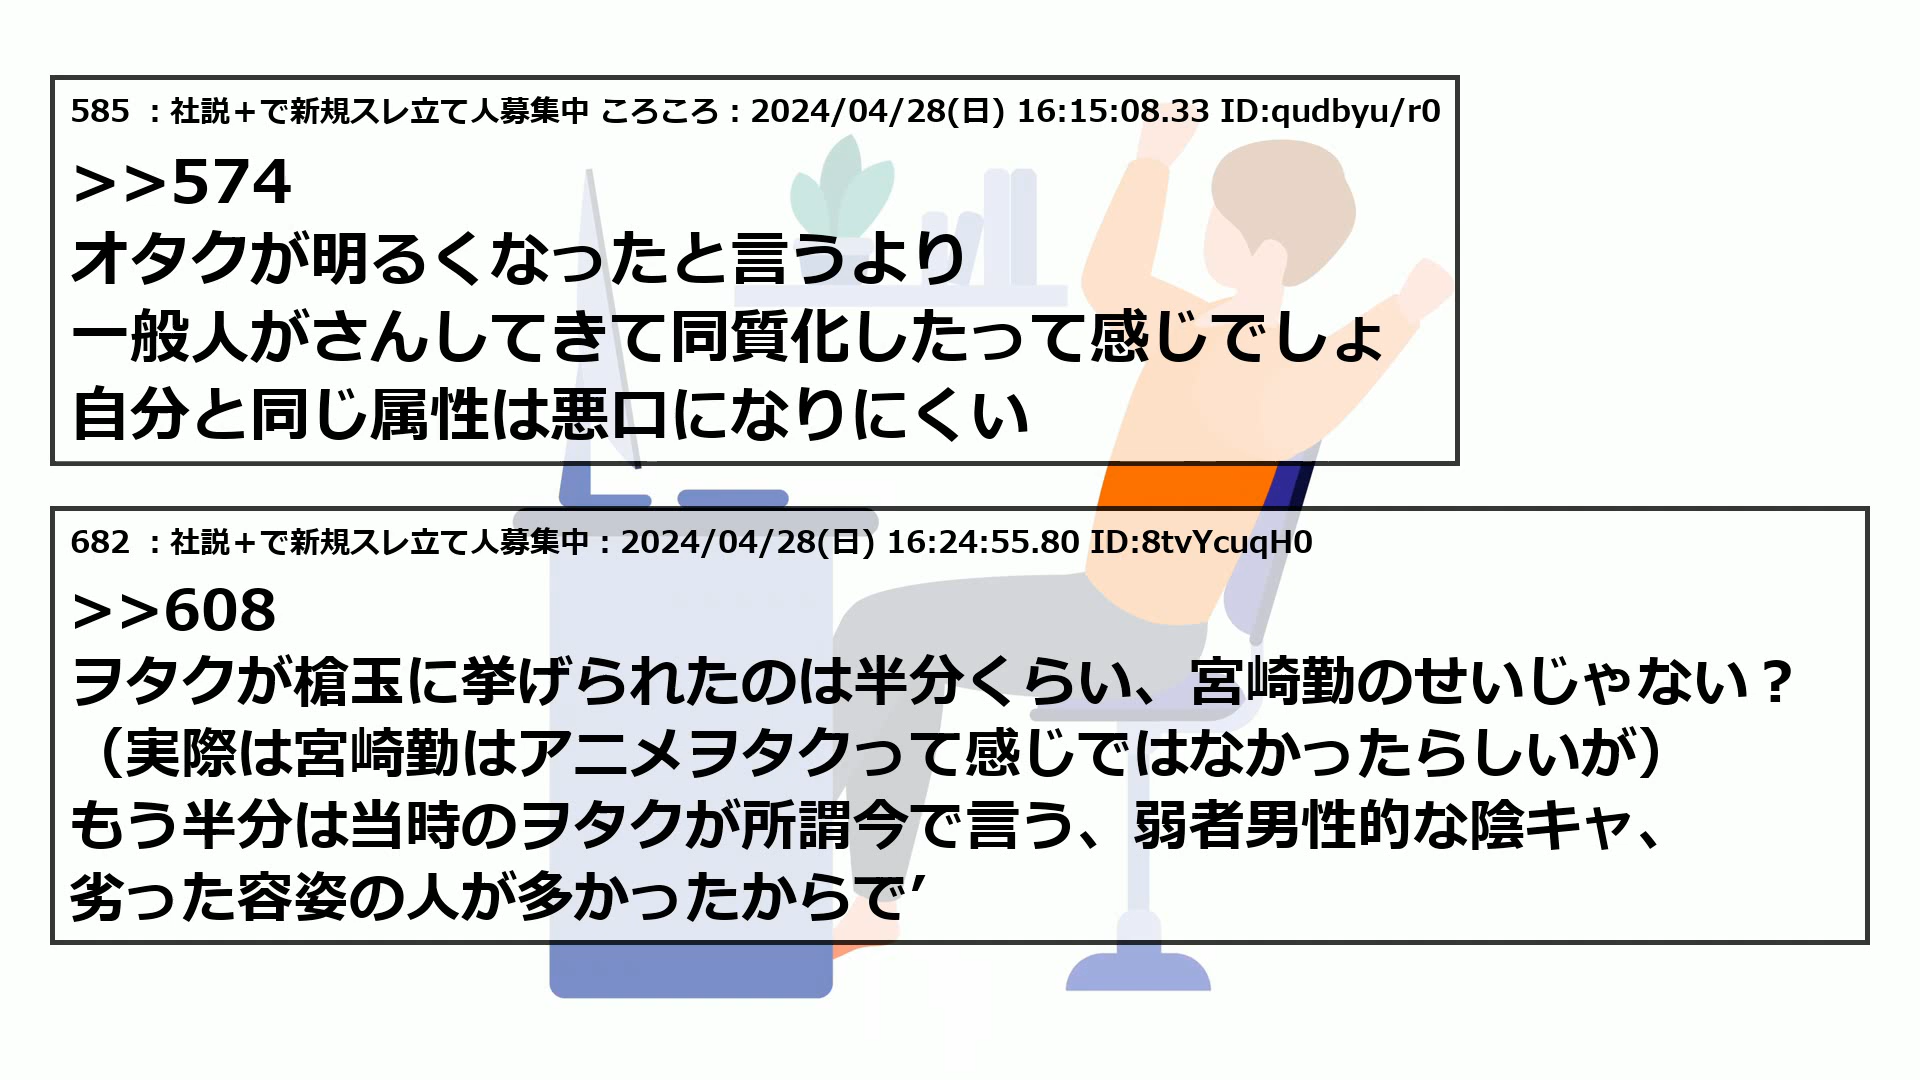 585 ：社説＋で新規スレ立て人募集中 ころころ：2024/04/28(日) 16:15:08.33 ID:qudbyu/r0
>>574
オタクが明るくなったと言うより
一般人がさんしてきて同質化したって感じでしょ
自分と同じ属性は悪口になりにくい
682 ：社説＋で新規スレ立て人募集中：2024/04/28(日) 16:24:55.80 ID:8tvYcuqH0
>>608
ヲタクが槍玉に挙げられたのは半分くらい、宮崎勤のせいじゃない？
（実際は宮崎勤はアニメヲタクって感じではなかったらしいが）
もう半分は当時のヲタクが所謂今で言う、弱者男性的な陰キャ、
劣った容姿の人が多かったからで’